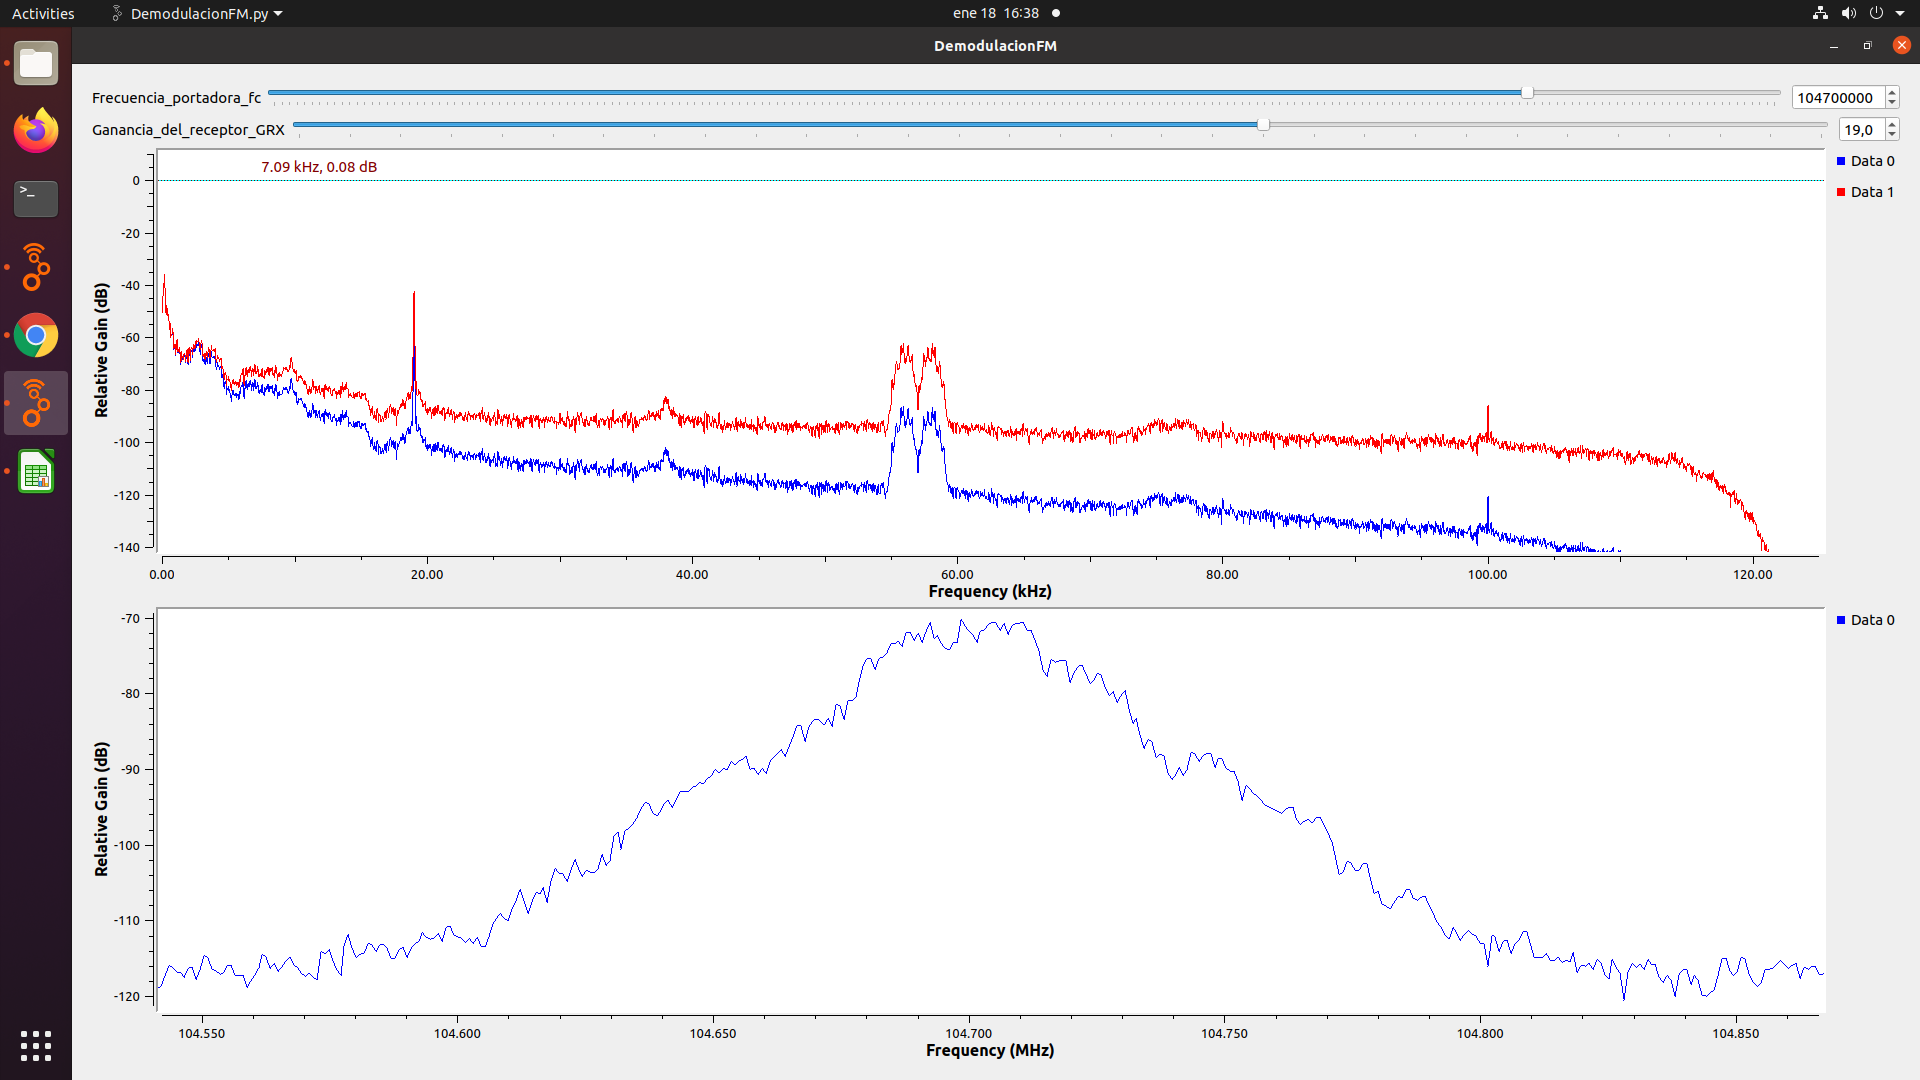 Activities DemodulacionFM.py ene 18 16:38
DemodulacionFM
Frecuencia_portadora_fc 104700000
Ganancia_del_receptor_GRX 19,0
7.09 kHz, 0.08 dB
Data 0
Data 1
Relative Gain (dB)
0
-20
-40
-60
-80
-100
-120
-140
0.00 20.00 40.00 60.00 80.00 100.00 120.00
Frequency (kHz)
Data 0
Relative Gain (dB)
-70
-80
-90
-100
-110
-120
104.550 104.600 104.650 104.700 104.750 104.800 104.850
Frequency (MHz)